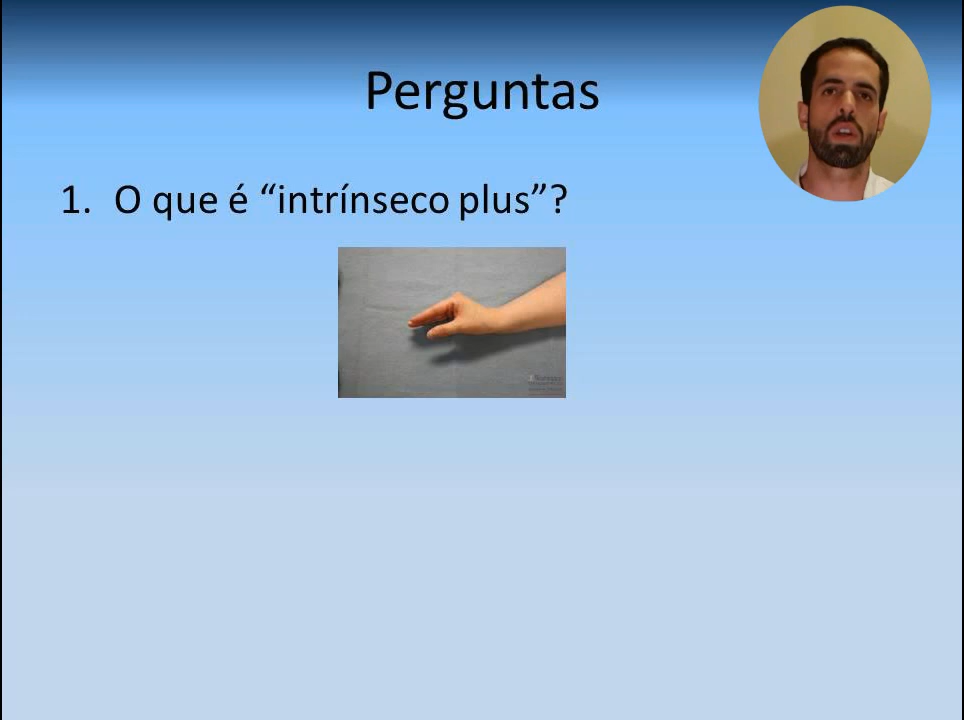 Perguntas
1. O que é “intrínseco plus”?